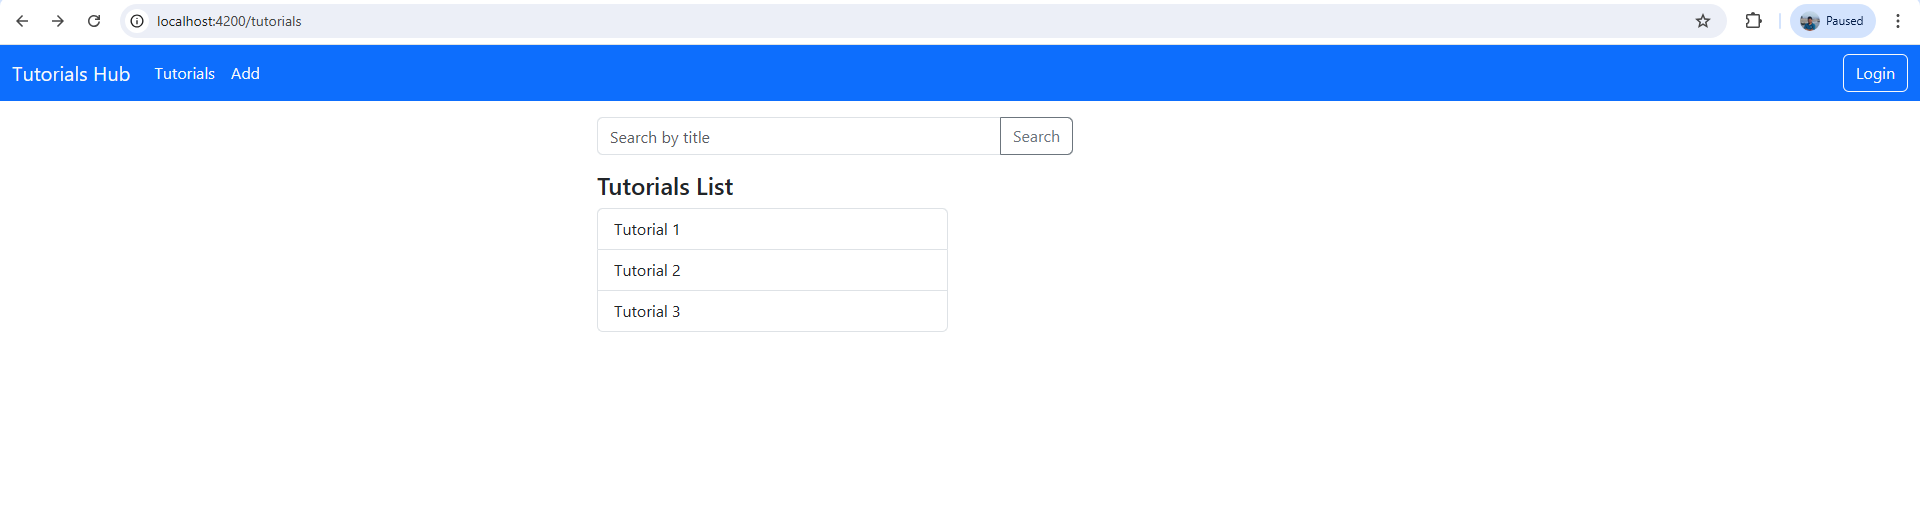 localhost:4200/tutorials
Paused
Tutorials Hub Tutorials Add Login
Search by title Search
Tutorials List
Tutorial 1
Tutorial 2
Tutorial 3